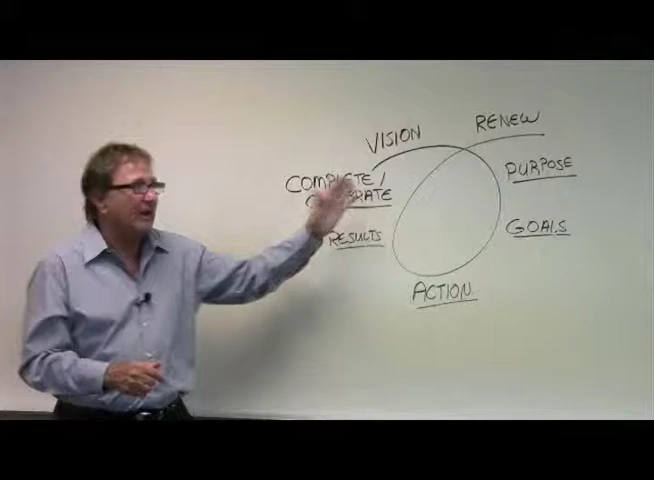 VISION
RENEW
PURPOSE
GOALS
ACTION
RESULTS
COMPLETE /